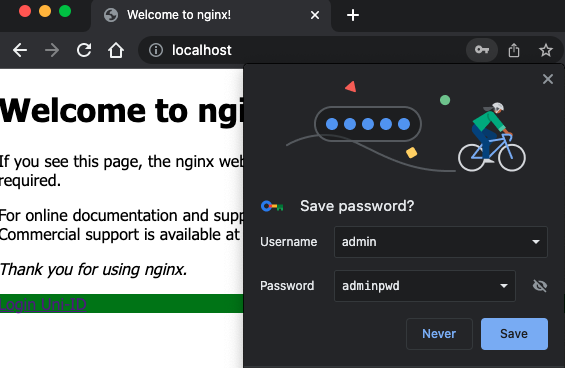 Welcome to nginx!
localhost
Welcome to ngi
If you see this page, the nginx web
required.
For online documentation and supp
Commercial support is available at
Thank you for using nginx.
Login Uni-ID
Save password?
Username admin
Password adminpwd
Never Save